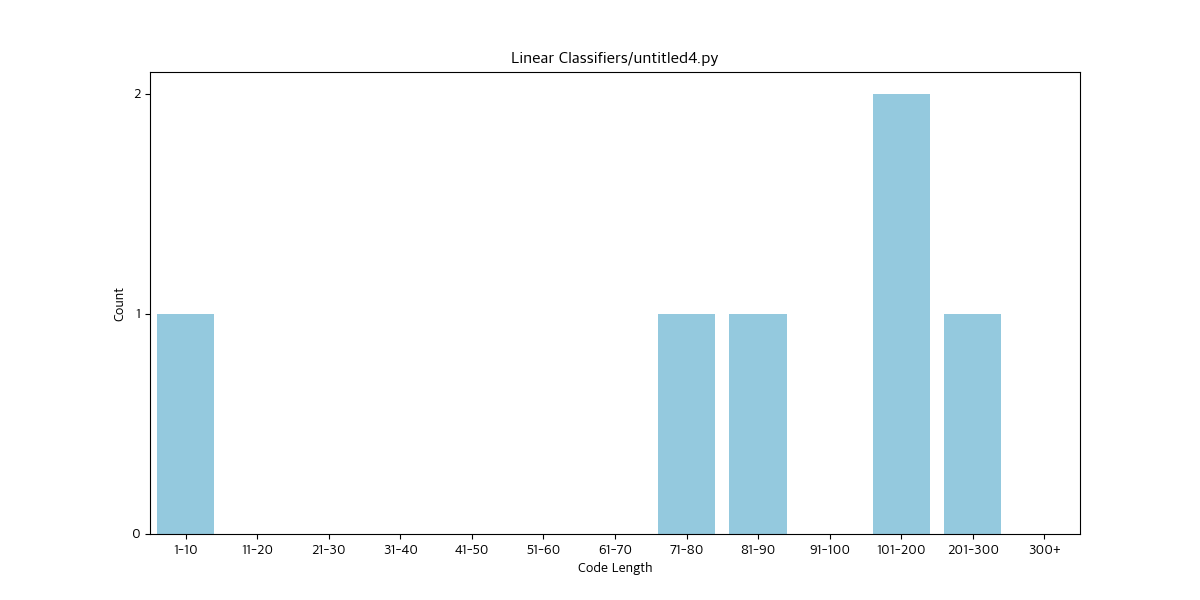 Linear Classifiers/untitled4.py
Count
2
1
0
1-10 11-20 21-30 31-40 41-50 51-60 61-70 71-80 81-90 91-100 101-200 201-300 300+
Code Length